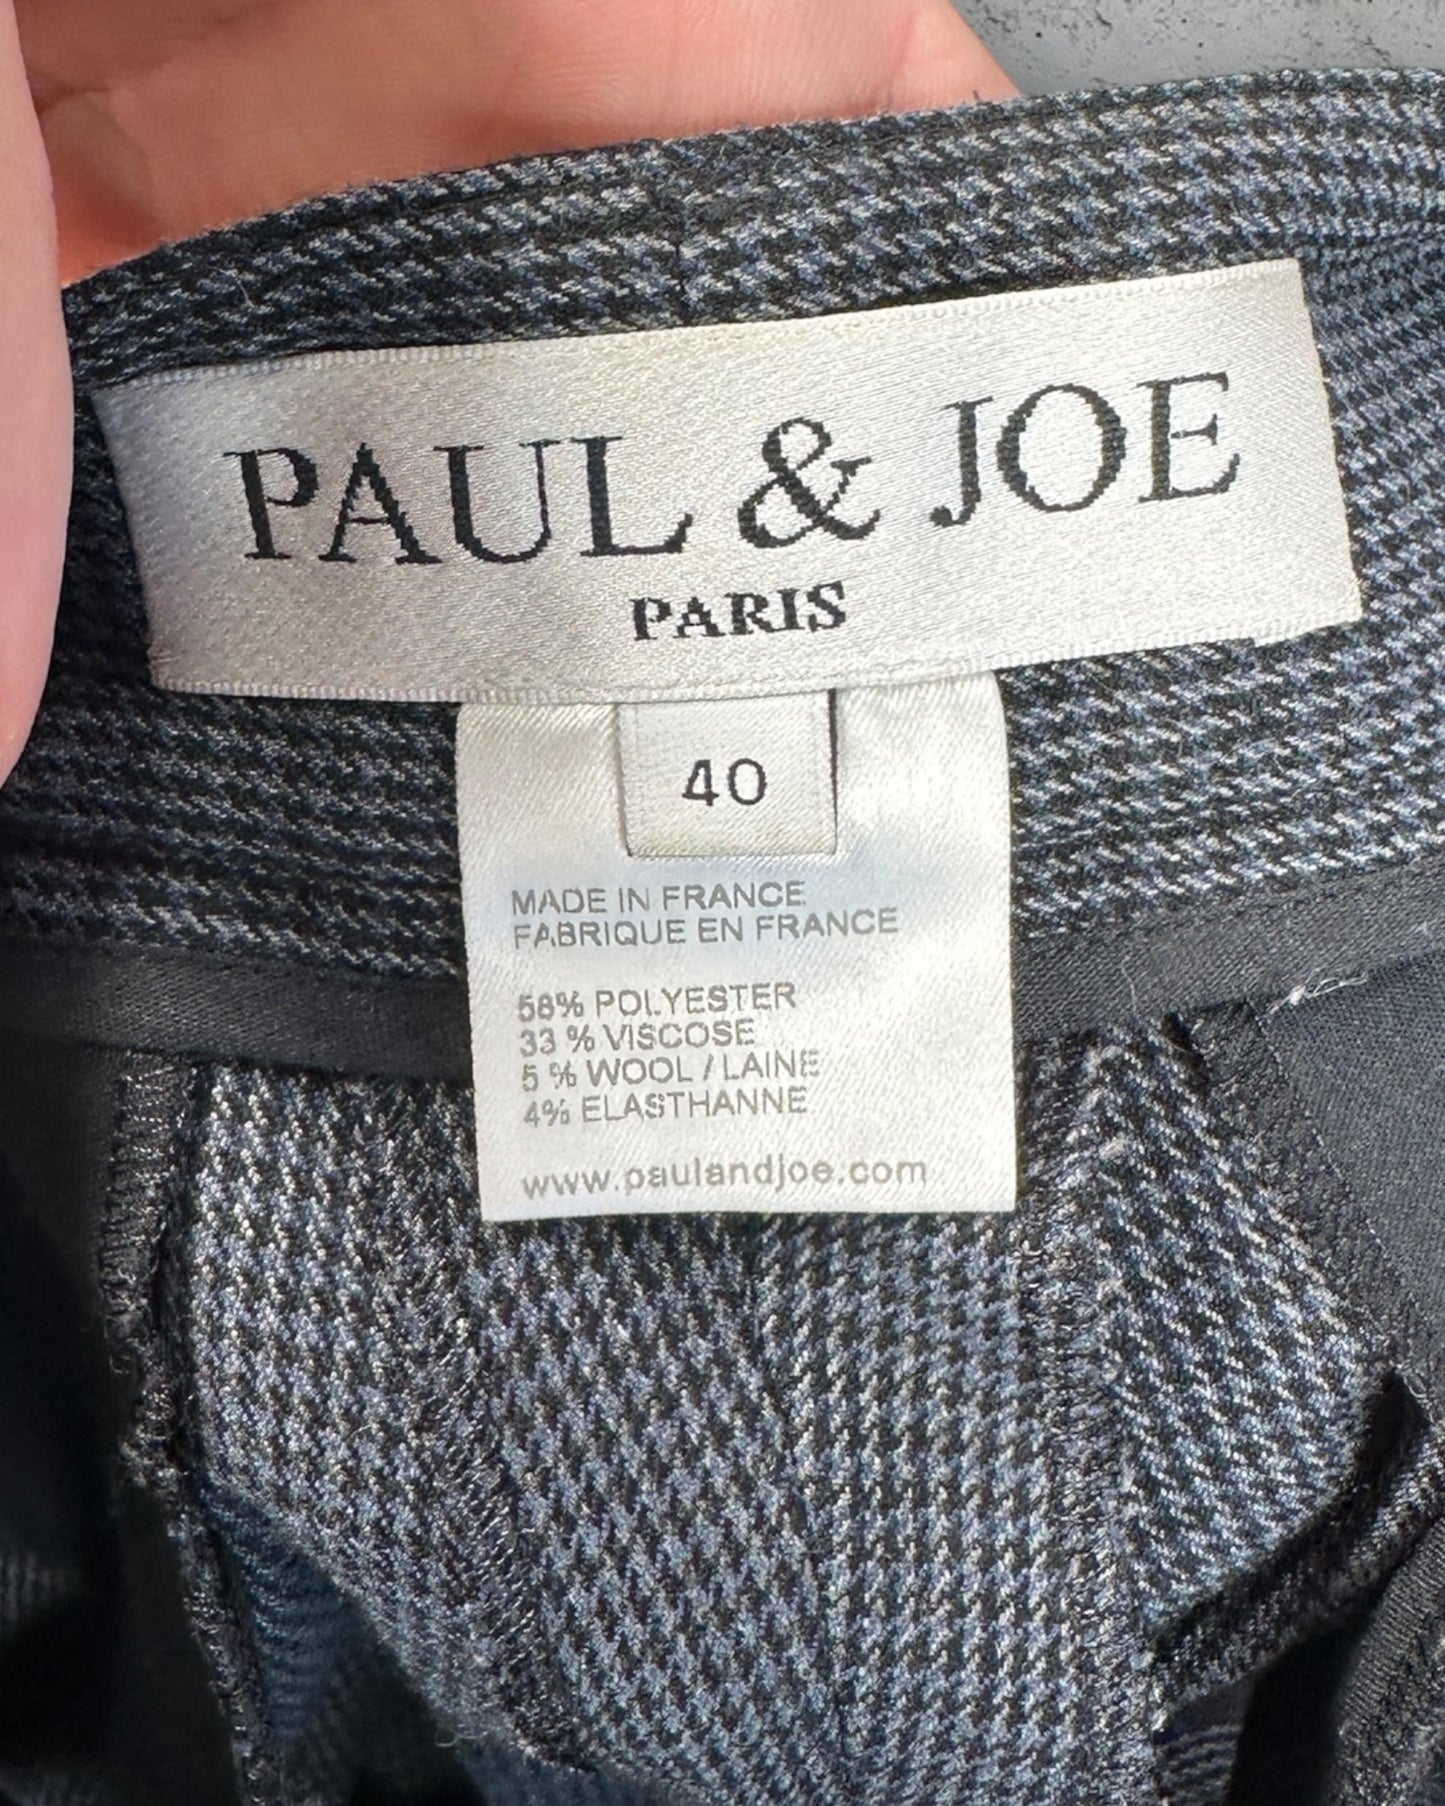 PAUL & JOE
PARIS
40
MADE IN FRANCE
FABRIQUE EN FRANCE
58% POLYESTER
33 % VISCOSE
5 % WOOL / LAINE
4% ELASTHANNE
www.paulandjoe.com